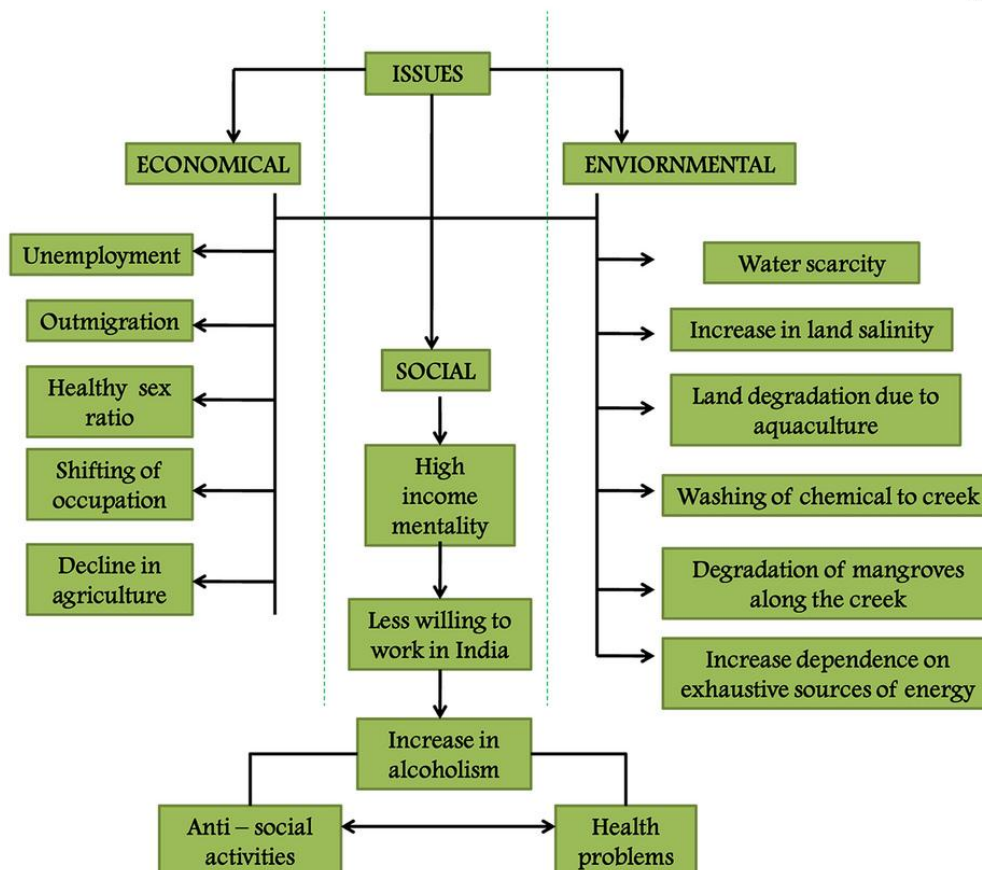 ISSUES
ECONOMICAL
ENVIORNMENTAL
Unemployment
Outmigration
Healthy sex
ratio
Shifting of
occupation
Decline in
agriculture
SOCIAL
High
income
mentality
Less willing to
work in India
Increase in
alcoholism
Anti – social
activities
Health
problems
Water scarcity
Increase in land salinity
Land degradation due to
aquaculture
Washing of chemical to creek
Degradation of mangroves
along the creek
Increase dependence on
exhaustive sources of energy